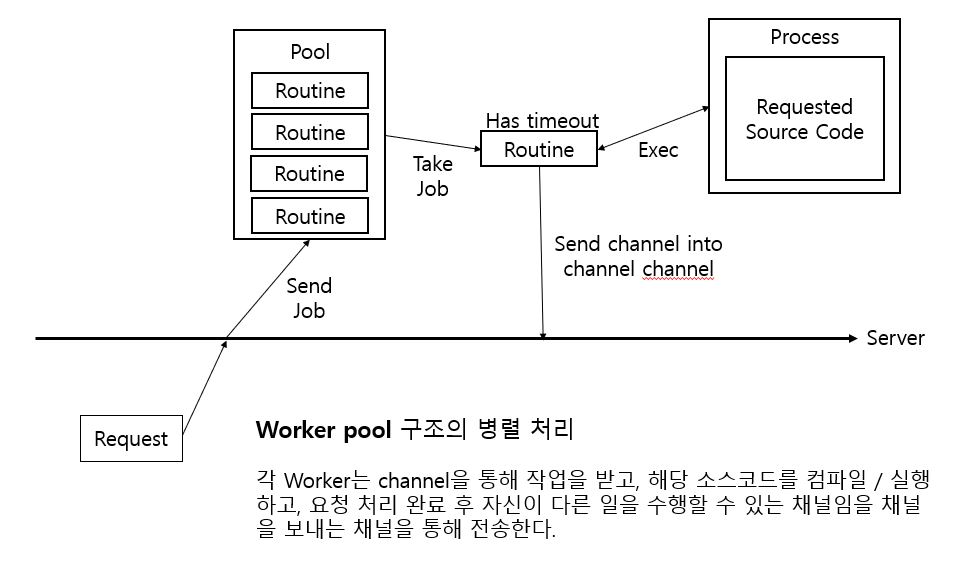 Pool
Routine
Routine
Routine
Routine
Take
Job
Has timeout
Routine
Exec
Process
Requested
Source Code
Send channel into
channel channel
Send
Job
Server
Request
Worker pool 구조의 병렬 처리
각 Worker는 channel을 통해 작업을 받고, 해당 소스코드를 컴파일 / 실행
하고, 요청 처리 완료 후 자신이 다른 일을 수행할 수 있는 채널임을 채널
을 보내는 채널을 통해 전송한다.